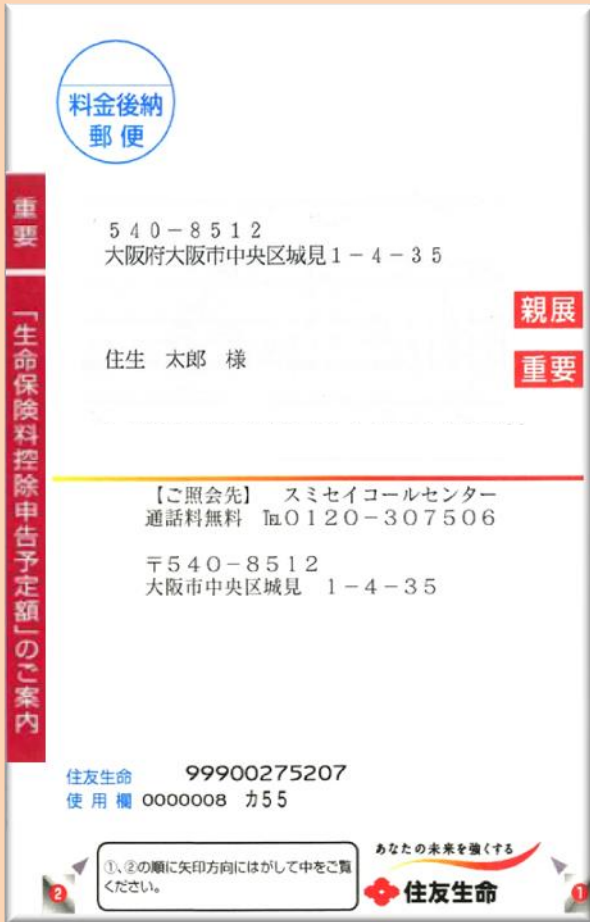 料金後納
郵便
重要
「生命保険料控除申告予定額」のご案内
540-8512
大阪府大阪市中央区城見1-4-35
親展
住生 太郎 様
重要
【ご照会先】 スミセイコールセンター
通話料無料 ℡0120-307506
〒540-8512
大阪市中央区城見 1-4-35
住友生命 99900275207
使用欄 0000008 カ55
①、②の順に矢印方向にはがして中をご覧
ください。
あなたの未来を強くする
住友生命
2
1